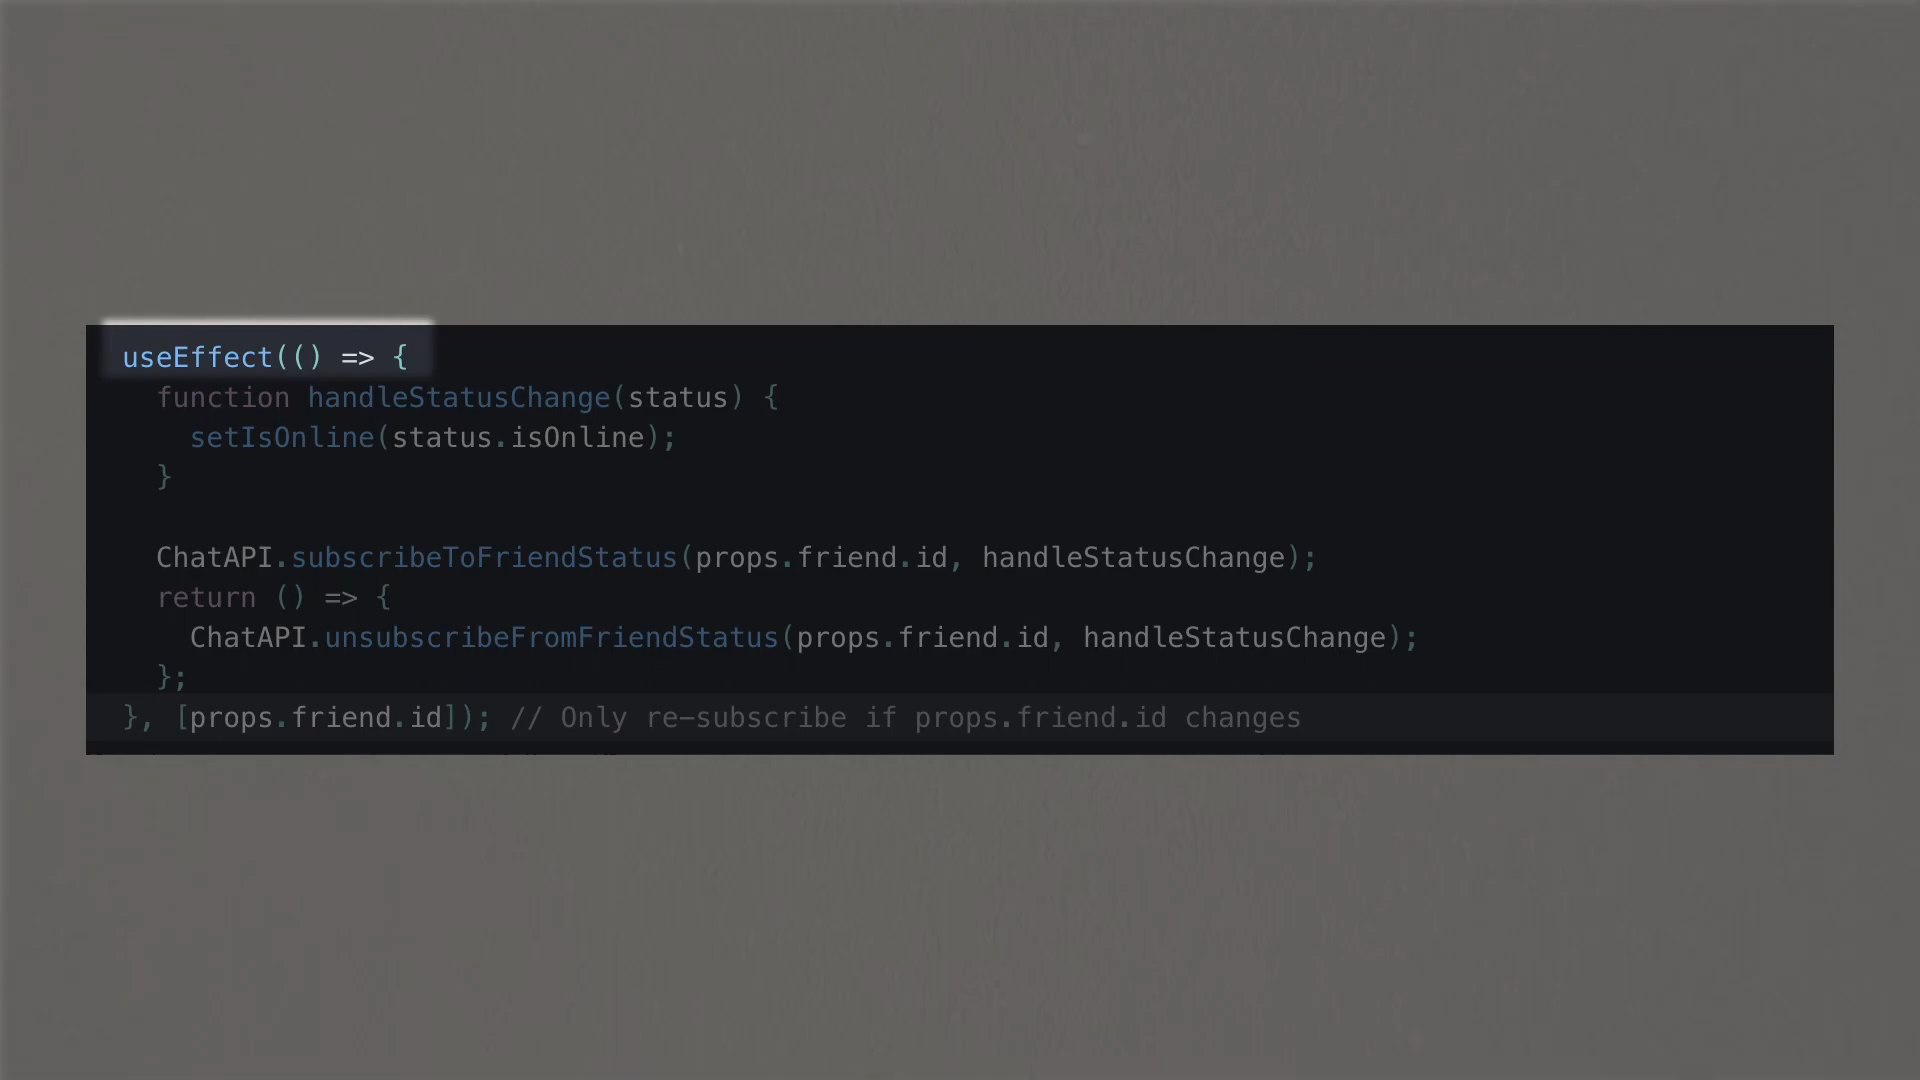 useEffect(() => {
function handleStatusChange(status) {
setIsOnline(status.isOnline);
}
ChatAPI.subscribeToFriendStatus(props.friend.id, handleStatusChange);
return () => {
ChatAPI.unsubscribeFromFriendStatus(props.friend.id, handleStatusChange);
};
}, [props.friend.id]); // Only re-subscribe if props.friend.id changes